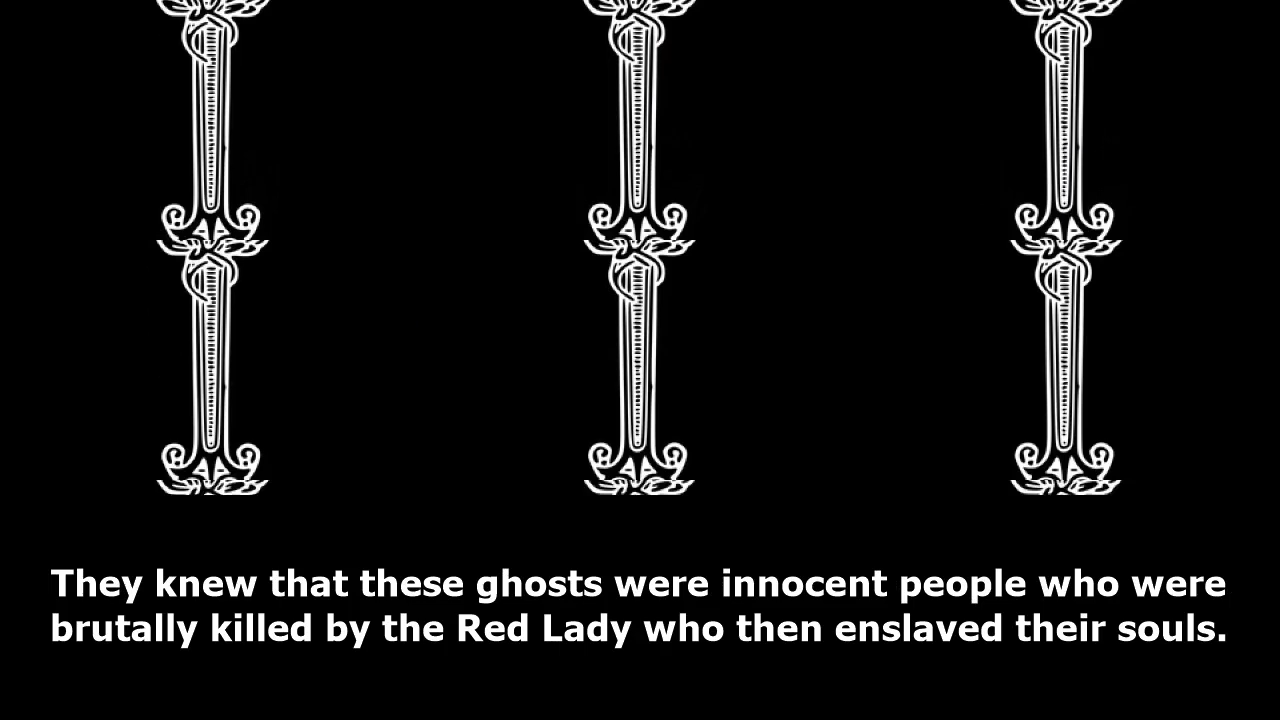 They knew that these ghosts were innocent people who were
brutally killed by the Red Lady who then enslaved their souls.